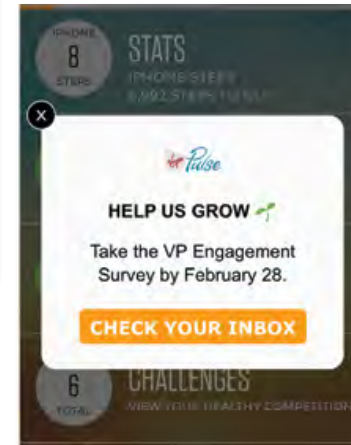 IPHONE
8
STEPS
STATS
IPHONE STEPS
X
Pulse
HELP US GROW
Take the VP Engagement
Survey by February 28.
CHECK YOUR INBOX
6
TOTAL
CHALLENGES
VIEW YOUR HEALTHY COMPETITION